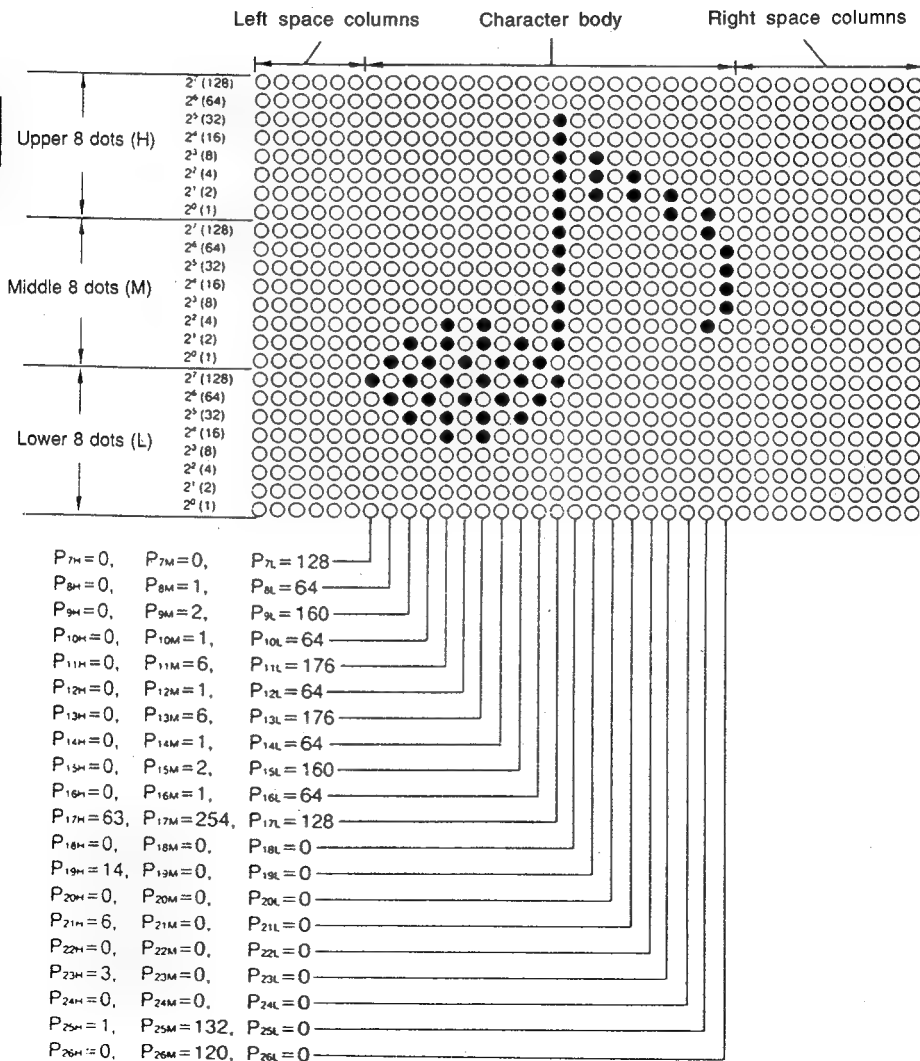 Left space columns Character body Right space columns
2⁷ (128)
2⁶ (64)
2⁵ (32)
2⁴ (16)
Upper 8 dots (H)
2³ (8)
2² (4)
2¹ (2)
2⁰ (1)
2⁷ (128)
2⁶ (64)
2⁵ (32)
Middle 8 dots (M)
2⁴ (16)
2³ (8)
2² (4)
2¹ (2)
2⁰ (1)
2⁷ (128)
2⁶ (64)
2⁵ (32)
Lower 8 dots (L)
2⁴ (16)
2³ (8)
2² (4)
2¹ (2)
2⁰ (1)
P7H=0, P7M=0, P7L=128
P8H=0, P8M=1, P8L=64
P9H=0, P9M=2, P9L=160
P10H=0, P10M=1, P10L=64
P11H=0, P11M=6, P11L=176
P12H=0, P12M=1, P12L=64
P13H=0, P13M=6, P13L=176
P14H=0, P14M=1, P14L=64
P15H=0, P15M=2, P15L=160
P16H=0, P16M=1, P16L=64
P17H=63, P17M=254, P17L=128
P18H=0, P18M=0, P18L=0
P19H=14, P19M=0, P19L=0
P20H=0, P20M=0, P20L=0
P21H=6, P21M=0, P21L=0
P22H=0, P22M=0, P22L=0
P23H=3, P23M=0, P23L=0
P24H=0, P24M=0, P24L=0
P25H=1, P25M=132, P25L=0
P26H=0, P26M=120, P26L=0